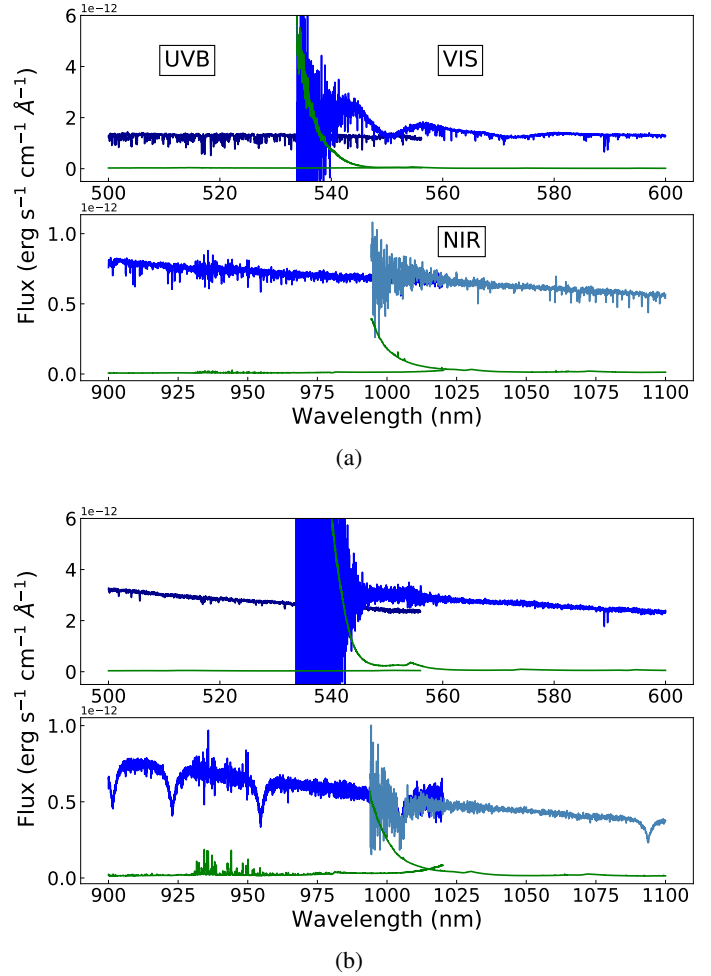 1e−12
UVB
VIS
6
4
2
0
500 520 540 560 580 600
1e−12
NIR
1.0
0.5
0.0
900 925 950 975 1000 1025 1050 1075 1100
Wavelength (nm)
Flux (erg s⁻¹ cm⁻¹ Å⁻¹)
(a)
1e−12
6
4
2
0
500 520 540 560 580 600
1e−12
1.0
0.5
0.0
900 925 950 975 1000 1025 1050 1075 1100
Wavelength (nm)
Flux (erg s⁻¹ cm⁻¹ Å⁻¹)
(b)